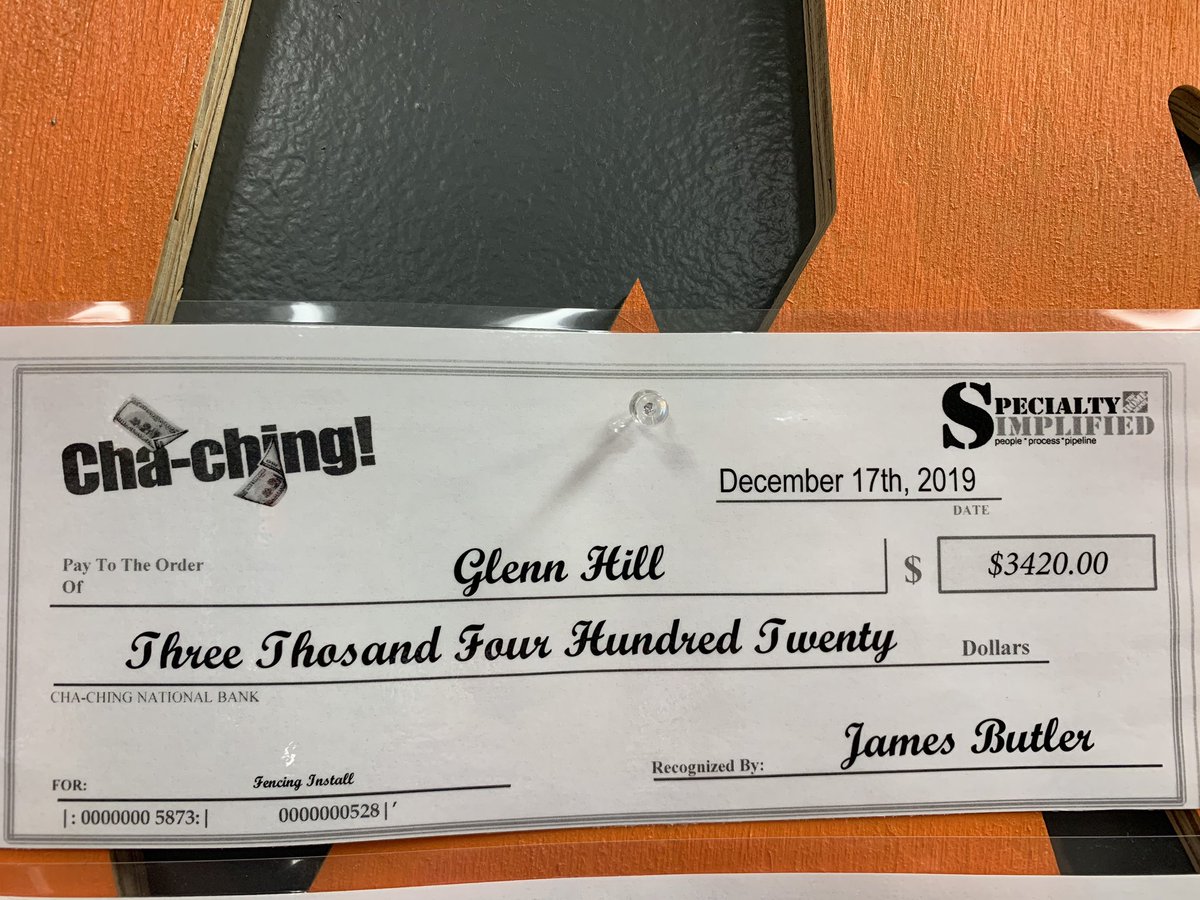 Cha-ching!
SPECIALTY
SIMPLIFIED
people*process*pipeline
December 17th, 2019
DATE
Pay To The Order
Of
Glenn Hill
$ $3420.00
Three Thosand Four Hundred Twenty Dollars
CHA-CHING NATIONAL BANK
James Butler
Recognized By:
FOR: Fencing Install
|: 0000000 5873:| 0000000528|′